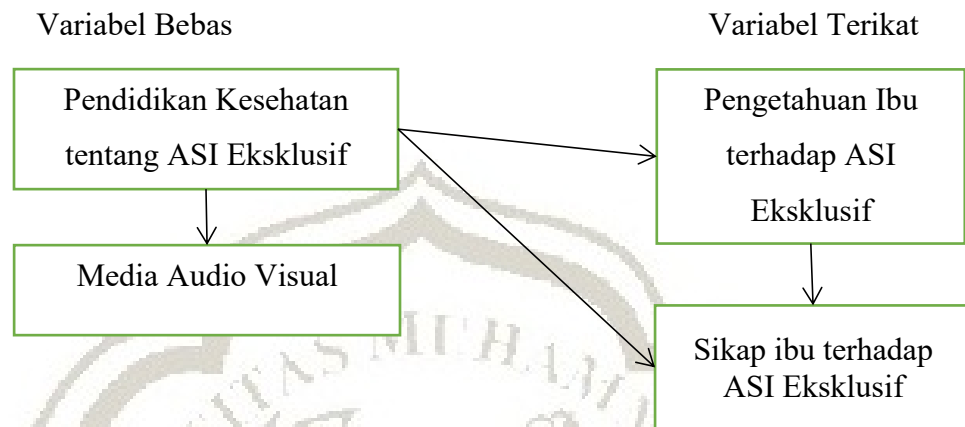 Variabel Bebas
Variabel Terikat
Pendidikan Kesehatan
tentang ASI Eksklusif
Pengetahuan Ibu
terhadap ASI
Eksklusif
Media Audio Visual
Sikap ibu terhadap
ASI Eksklusif